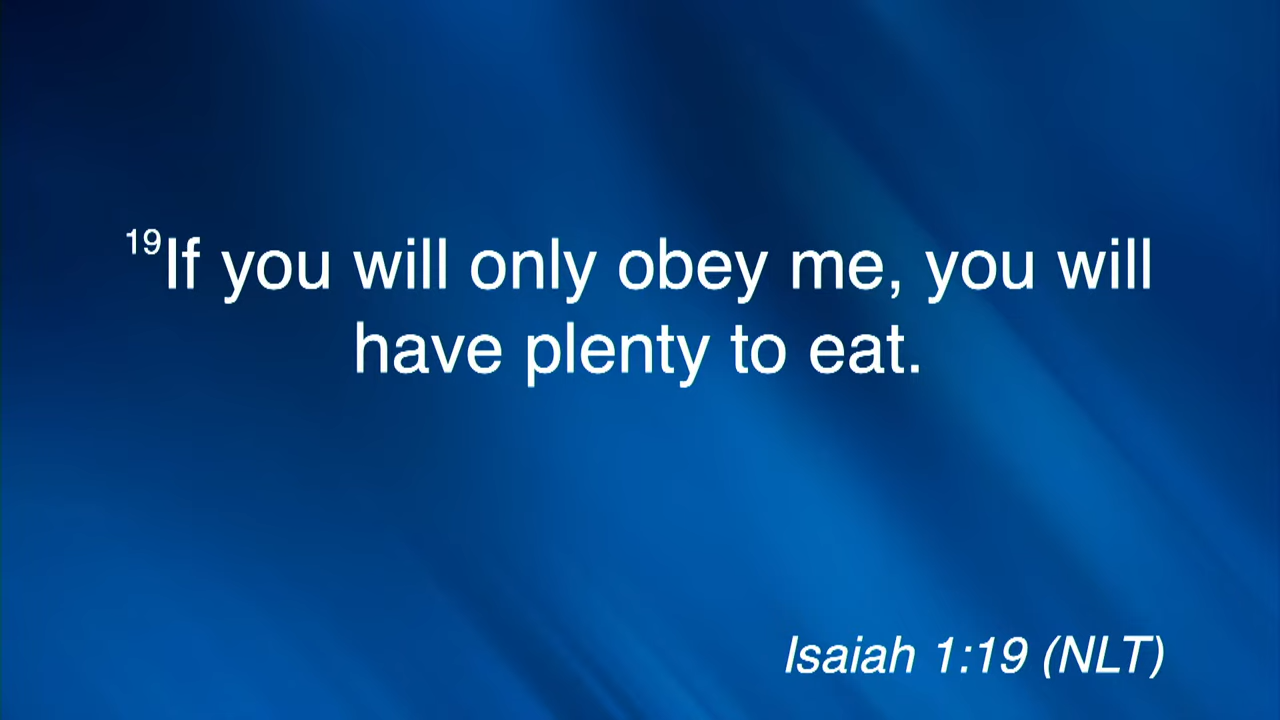 19If you will only obey me, you will
have plenty to eat.
Isaiah 1:19 (NLT)